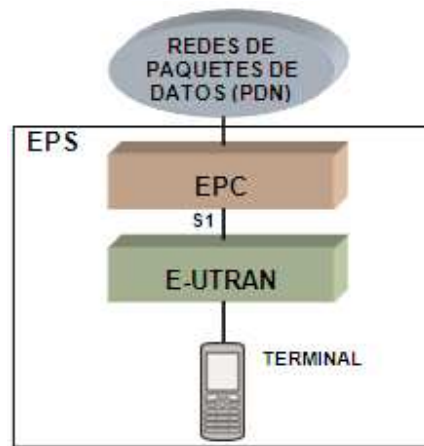 REDES DE
PAQUETES DE
DATOS (PDN)
EPS
EPC
S1
E-UTRAN
TERMINAL